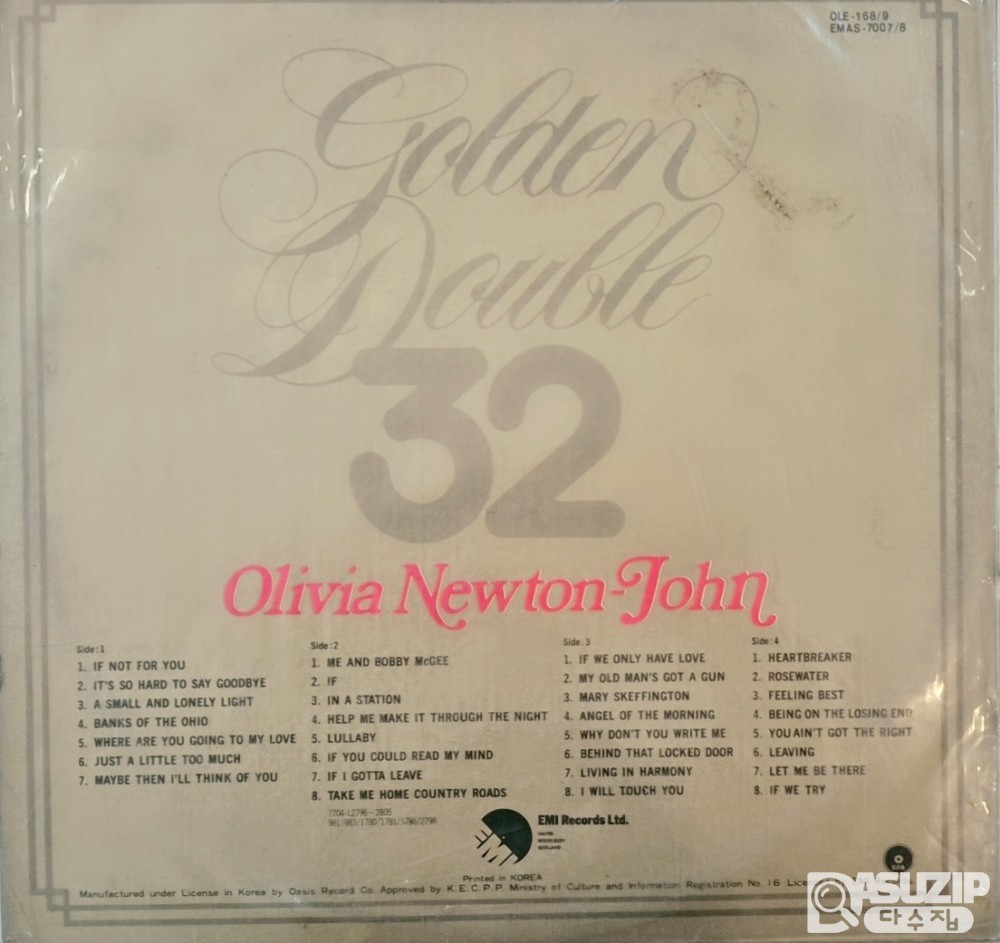 OLE-168/9
EMAS-7007/8
Golden
Double
32
Olivia Newton-John
Side:1
1. IF NOT FOR YOU
2. IT'S SO HARD TO SAY GOODBYE
3. A SMALL AND LONELY LIGHT
4. BANKS OF THE OHIO
5. WHERE ARE YOU GOING TO MY LOVE
6. JUST A LITTLE TOO MUCH
7. MAYBE THEN I'LL THINK OF YOU
Side:2
1. ME AND BOBBY McGEE
2. IF
3. IN A STATION
4. HELP ME MAKE IT THROUGH THE NIGHT
5. LULLABY
6. IF YOU COULD READ MY MIND
7. IF I GOTTA LEAVE
8. TAKE ME HOME COUNTRY ROADS
7704-L2796~2805
Side:3
1. IF WE ONLY HAVE LOVE
2. MY OLD MAN'S GOT A GUN
3. MARY SKEFFINGTON
4. ANGEL OF THE MORNING
5. WHY DON'T YOU WRITE ME
6. BEHIND THAT LOCKED DOOR
7. LIVING IN HARMONY
8. I WILL TOUCH YOU
Side:4
1. HEARTBREAKER
2. ROSEWATER
3. FEELING BEST
4. BEING ON THE LOSING END
5. YOU AIN'T GOT THE RIGHT
6. LEAVING
7. LET ME BE THERE
8. IF WE TRY
EMI
EMI Records Ltd.
HAYES
MIDDLESEX
ENGLAND
Printed in KOREA
Manufactured under License in Korea by Oasis Record Co. Approved by K.E.C.P.P. Ministry of Culture and Information Registration No. 16
DASUZIP
다수집